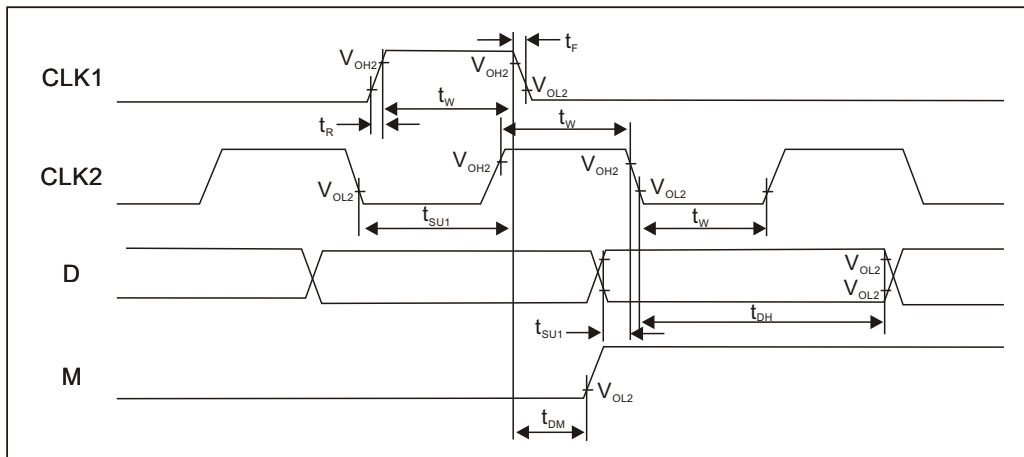 CLK1
V_OH2
V_OH2
t_F
V_OL2
t_W
t_R
t_W
CLK2
V_OL2
V_OH2
V_OH2
V_OL2
t_SU1
t_W
D
V_OL2
V_OL2
t_SU1
t_DH
M
V_OL2
t_DM